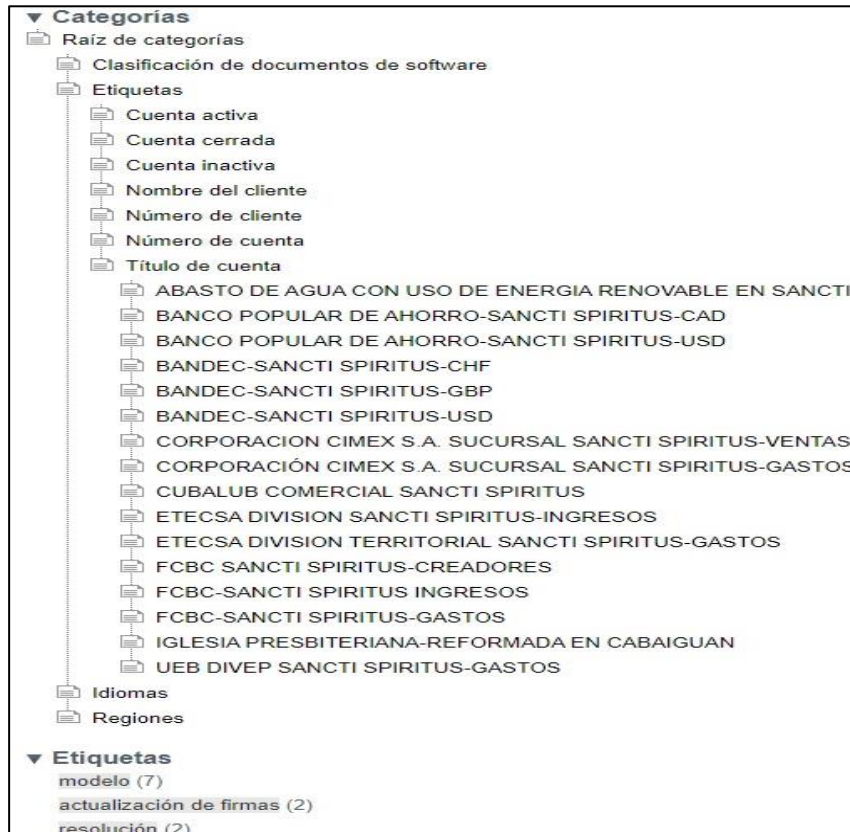 Categorías
Raíz de categorías
Clasificación de documentos de software
Etiquetas
Cuenta activa
Cuenta cerrada
Cuenta inactiva
Nombre del cliente
Número de cliente
Número de cuenta
Título de cuenta
ABASTO DE AGUA CON USO DE ENERGIA RENOVABLE EN SANCTI
BANCO POPULAR DE AHORRO-SANCTI SPIRITUS-CAD
BANCO POPULAR DE AHORRO-SANCTI SPIRITUS-USD
BANDEC-SANCTI SPIRITUS-CHF
BANDEC-SANCTI SPIRITUS-GBP
BANDEC-SANCTI SPIRITUS-USD
CORPORACION CIMEX S.A. SUCURSAL SANCTI SPIRITUS-VENTAS
CORPORACIÓN CIMEX S.A. SUCURSAL SANCTI SPIRITUS-GASTOS
CUBALUB COMERCIAL SANCTI SPIRITUS
ETECSA DIVISION SANCTI SPIRITUS-INGRESOS
ETECSA DIVISION TERRITORIAL SANCTI SPIRITUS-GASTOS
FCBC SANCTI SPIRITUS-CREADORES
FCBC-SANCTI SPIRITUS INGRESOS
FCBC-SANCTI SPIRITUS-GASTOS
IGLESIA PRESBITERIANA-REFORMADA EN CABAIGUAN
UEB DIVEP SANCTI SPIRITUS-GASTOS
Idiomas
Regiones
Etiquetas
modelo (7)
actualización de firmas (2)
resolución (2)